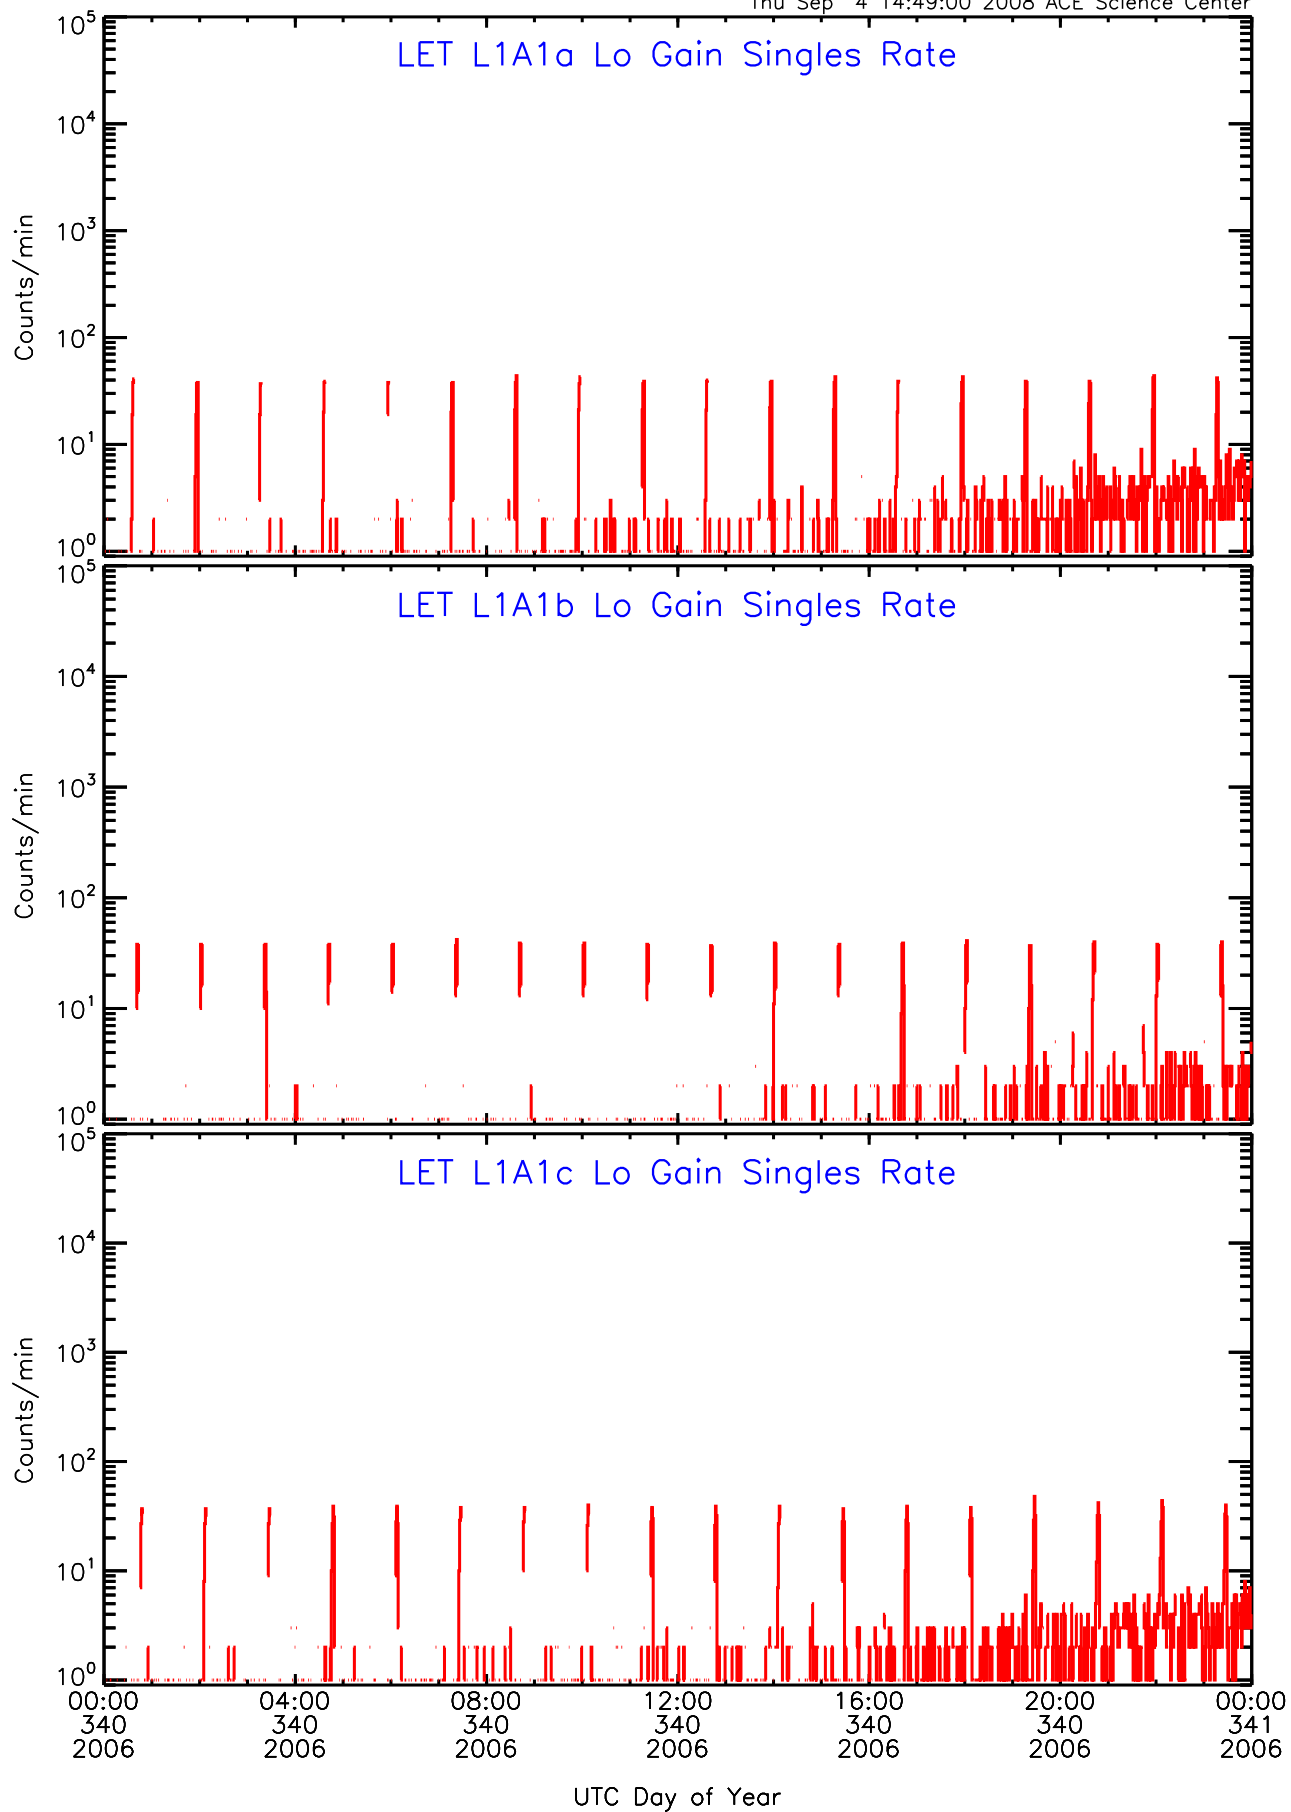 Thu Sep 4 14:49:00 2008 ACE Science Center
LET L1A1a Lo Gain Singles Rate
10^5
10^4
10^3
10^2
10^1
10^0
Counts/min
LET L1A1b Lo Gain Singles Rate
10^5
10^4
10^3
10^2
10^1
10^0
Counts/min
LET L1A1c Lo Gain Singles Rate
10^5
10^4
10^3
10^2
10^1
10^0
Counts/min
00:00 04:00 08:00 12:00 16:00 20:00 00:00
340 340 340 340 340 340 341
2006 2006 2006 2006 2006 2006 2006
UTC Day of Year